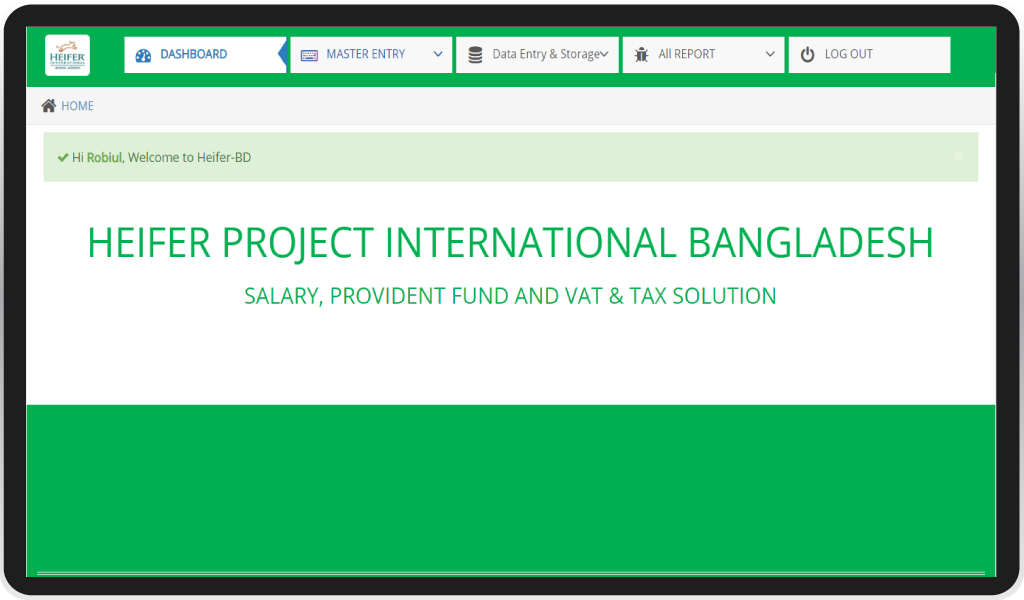 HEIFER
INTERNATIONAL
DASHBOARD
MASTER ENTRY
Data Entry & Storage
All REPORT
LOG OUT
HOME
Hi Robiul, Welcome to Heifer-BD
HEIFER PROJECT INTERNATIONAL BANGLADESH
SALARY, PROVIDENT FUND AND VAT & TAX SOLUTION